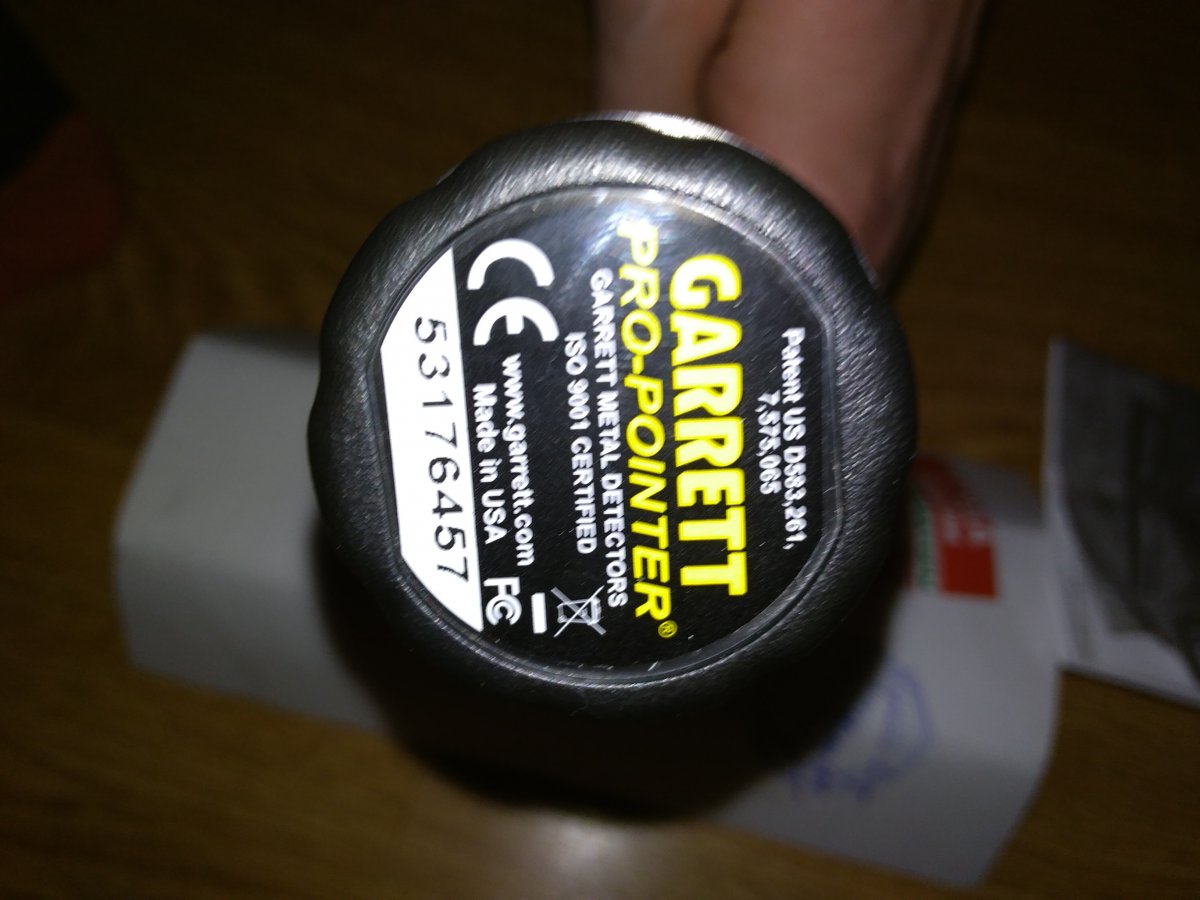 Patent US D583,261,
7,575,065
GARRETT
PRO-POINTER®
GARRETT METAL DETECTORS
ISO 9001 CERTIFIED
CE
www.garrett.com
Made in USA
FC
53176457